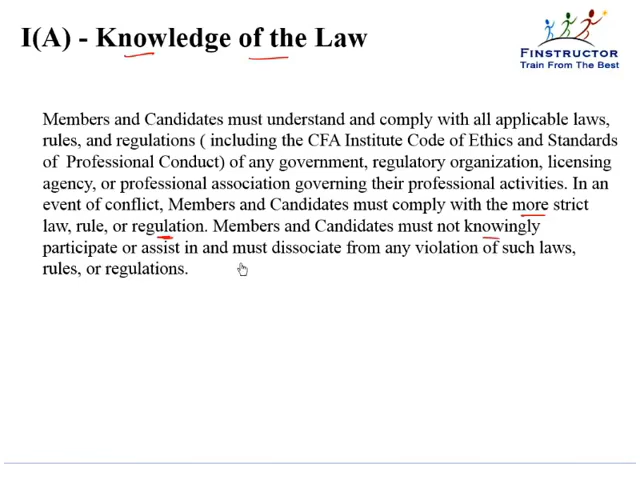 I(A) - Knowledge of the Law
FINSTRUCTOR
Train From The Best
Members and Candidates must understand and comply with all applicable laws,
rules, and regulations ( including the CFA Institute Code of Ethics and Standards
of Professional Conduct) of any government, regulatory organization, licensing
agency, or professional association governing their professional activities. In an
event of conflict, Members and Candidates must comply with the more strict
law, rule, or regulation. Members and Candidates must not knowingly
participate or assist in and must dissociate from any violation of such laws,
rules, or regulations.